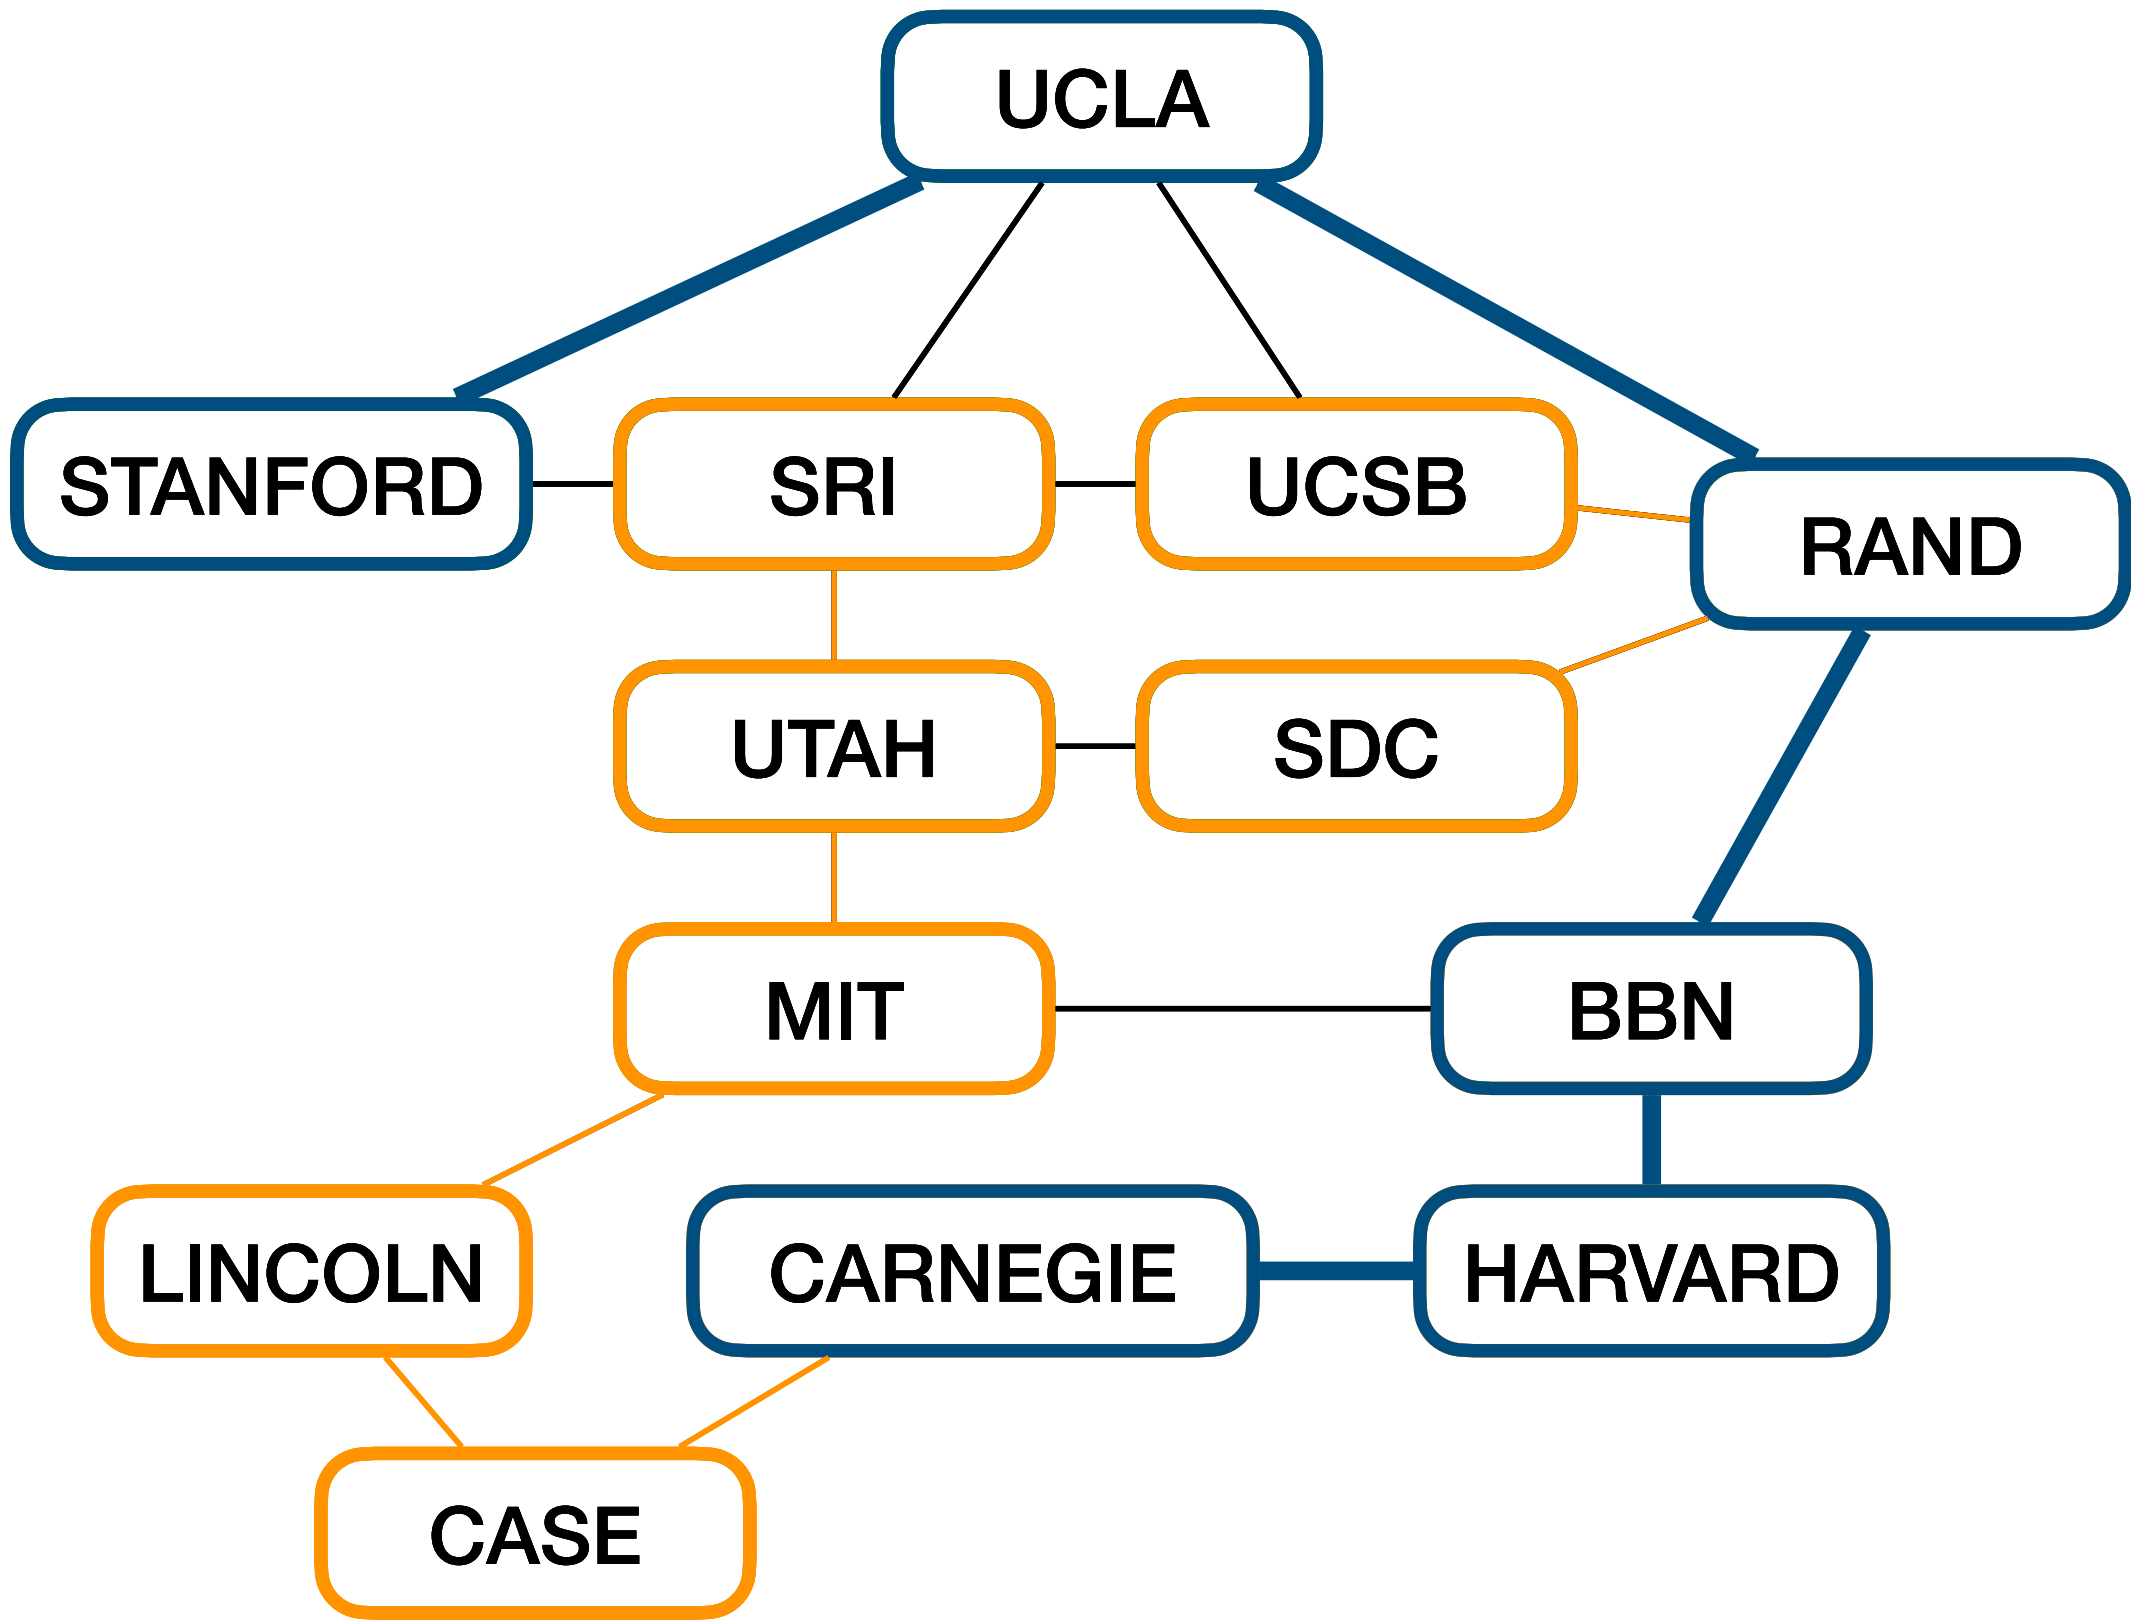 UCLA
STANFORD
SRI
UCSB
RAND
UTAH
SDC
MIT
BBN
LINCOLN
CARNEGIE
HARVARD
CASE